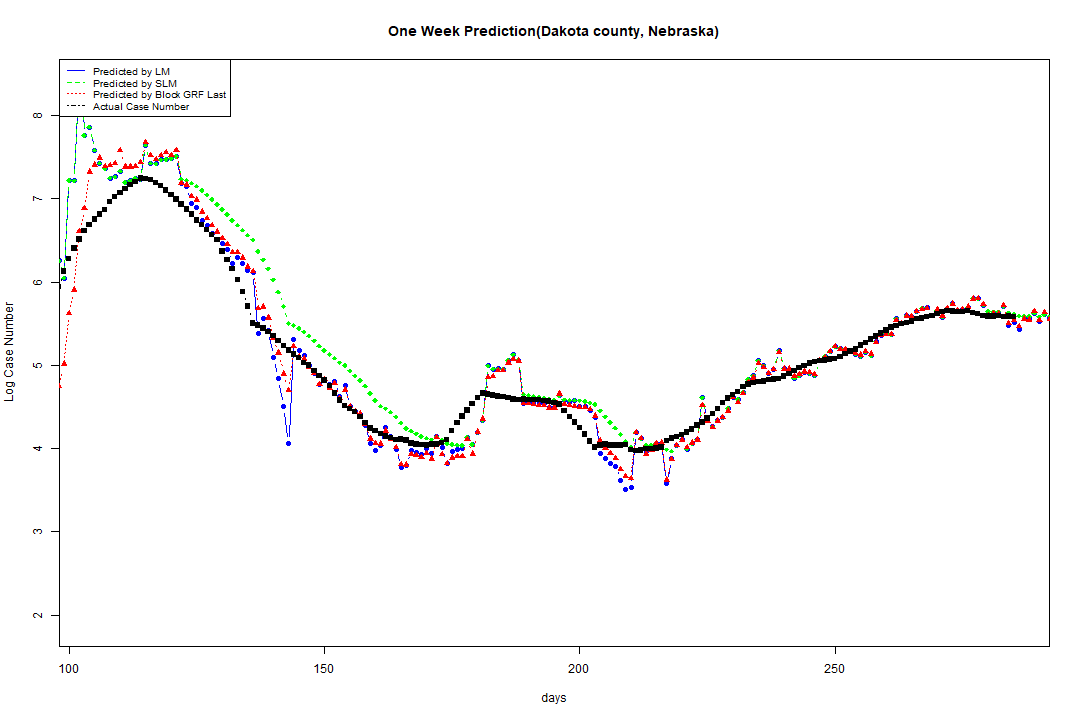 One Week Prediction(Dakota county, Nebraska)
Predicted by LM
Predicted by SLM
Predicted by Block GRF Last
Actual Case Number
8
7
6
5
4
3
2
Log Case Number
100 150 200 250
days